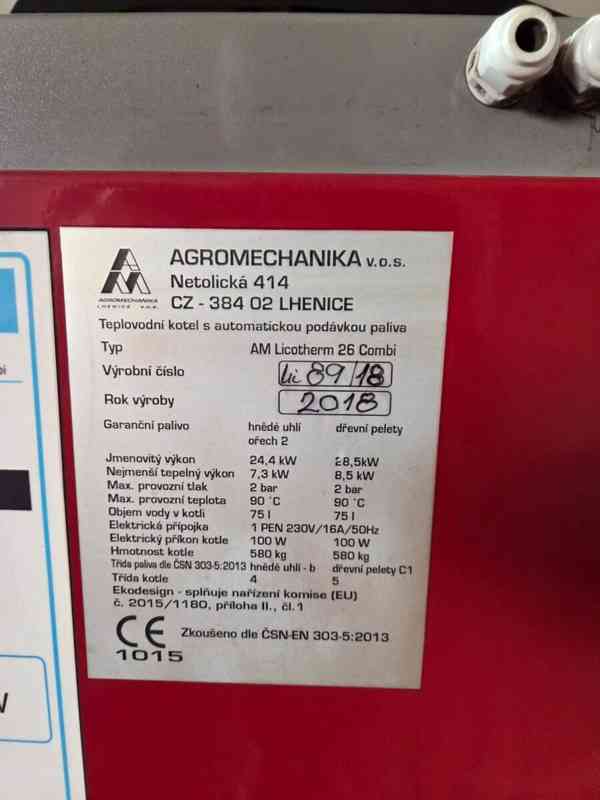 AGROMECHANIKA v.o.s.
Netolická 414
CZ - 384 02 LHENICE
AM
AGROMECHANIKA
LHENICE v.o.s.
Teplovodní kotel s automatickou podávkou paliva
Typ AM Licotherm 26 Combi
Výrobní číslo Li 89/18
Rok výroby 2018
Garanční palivo hnědé uhlí dřevní pelety
ořech 2
Jmenovitý výkon 24,4 kW 28,5kW
Nejmenší tepelný výkon 7,3 kW 8,5 kW
Max. provozní tlak 2 bar 2 bar
Max. provozní teplota 90 °C 90 °C
Objem vody v kotli 75 l 75 l
Elektrická přípojka 1 PEN 230V/16A/50Hz
Elektrický příkon kotle 100 W 100 W
Hmotnost kotle 580 kg 580 kg
Třída paliva dle ČSN 303-5:2013 hnědé uhlí - b dřevní pelety C1
Třída kotle 4 5
Ekodesign - splňuje nařízení komise (EU)
č. 2015/1180, příloha II., čl.1
CE Zkoušeno dle ČSN-EN 303-5:2013
1015